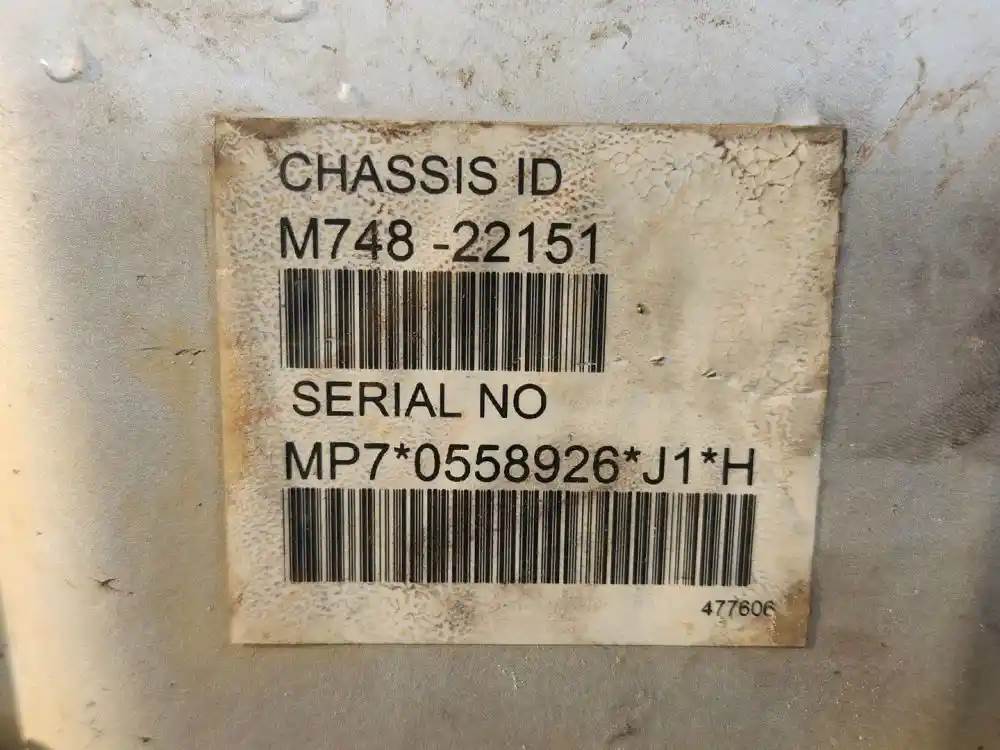 CHASSIS ID
M748 -22151
SERIAL NO
MP7*0558926*J1*H
477606